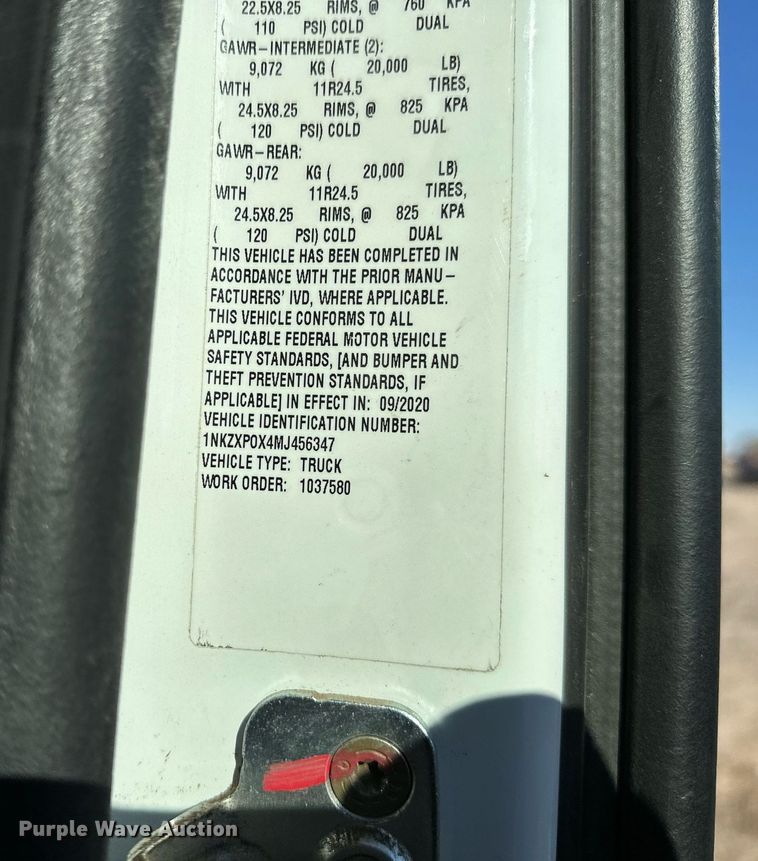 22.5X8.25 RIMS, @ 760 KPA
( 110 PSI) COLD DUAL
GAWR-INTERMEDIATE (2):
9,072 KG ( 20,000 LB)
WITH 11R24.5 TIRES,
24.5X8.25 RIMS, @ 825 KPA
( 120 PSI) COLD DUAL
GAWR-REAR:
9,072 KG ( 20,000 LB)
WITH 11R24.5 TIRES,
24.5X8.25 RIMS, @ 825 KPA
( 120 PSI) COLD DUAL
THIS VEHICLE HAS BEEN COMPLETED IN
ACCORDANCE WITH THE PRIOR MANU-
FACTURERS' IVD, WHERE APPLICABLE.
THIS VEHICLE CONFORMS TO ALL
APPLICABLE FEDERAL MOTOR VEHICLE
SAFETY STANDARDS, [AND BUMPER AND
THEFT PREVENTION STANDARDS, IF
APPLICABLE] IN EFFECT IN: 09/2020
VEHICLE IDENTIFICATION NUMBER:
1NKZXP0X4MJ456347
VEHICLE TYPE: TRUCK
WORK ORDER: 1037580
Purple Wave Auction